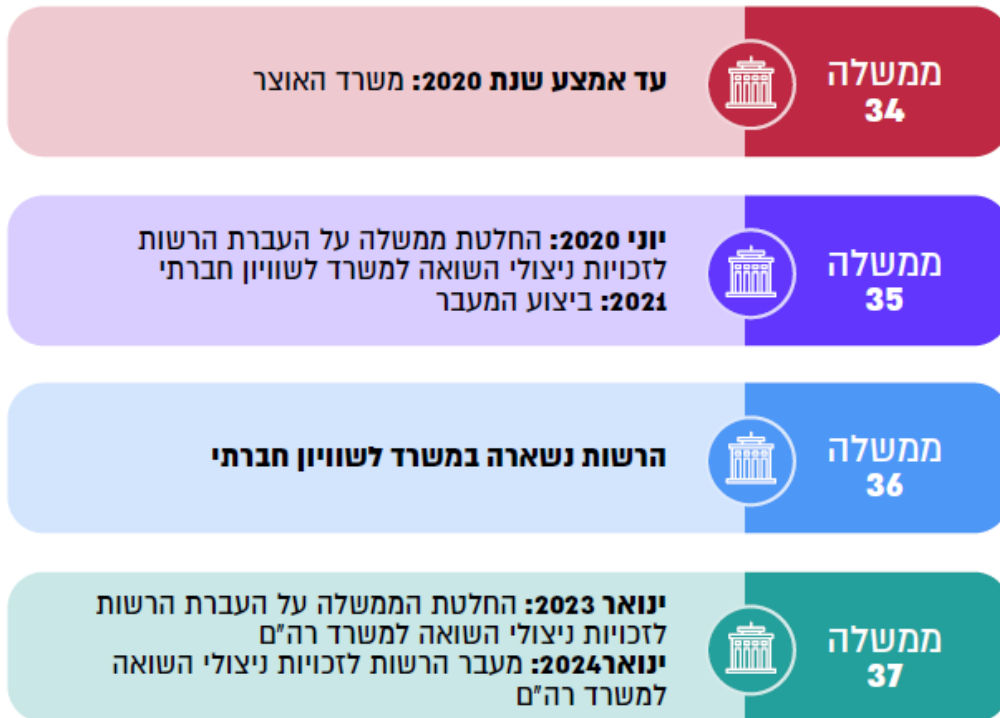 ממשלה
34
עד אמצע שנת 2020: משרד האוצר
ממשלה
35
יוני 2020: החלטת ממשלה על העברת הרשות
לזכויות ניצולי השואה למשרד לשוויון חברתי
2021: ביצוע המעבר
ממשלה
36
הרשות נשארה במשרד לשוויון חברתי
ממשלה
37
ינואר 2023: החלטת הממשלה על העברת הרשות
לזכויות ניצולי השואה למשרד רה"ם
ינואר2024: מעבר הרשות לזכויות ניצולי השואה
למשרד רה"ם